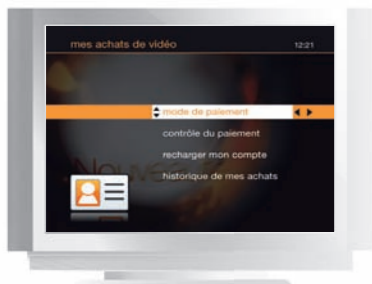 mes achats de vidéo
12:21
mode de paiement
contrôle du paiement
recharger mon compte
historique de mes achats
Nouveau